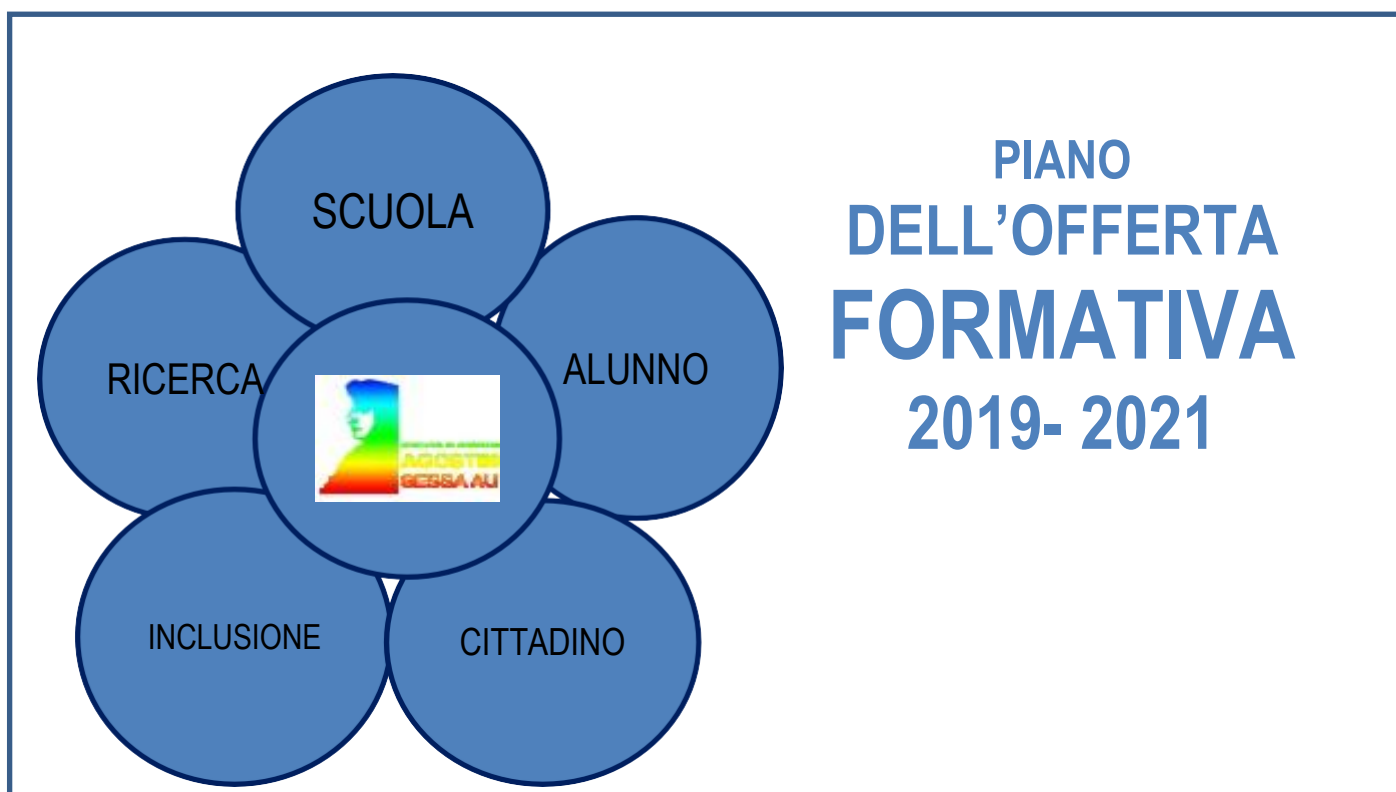 SCUOLA
RICERCA
ALUNNO
INCLUSIONE
CITTADINO
PIANO
DELL’OFFERTA
FORMATIVA
2019- 2021